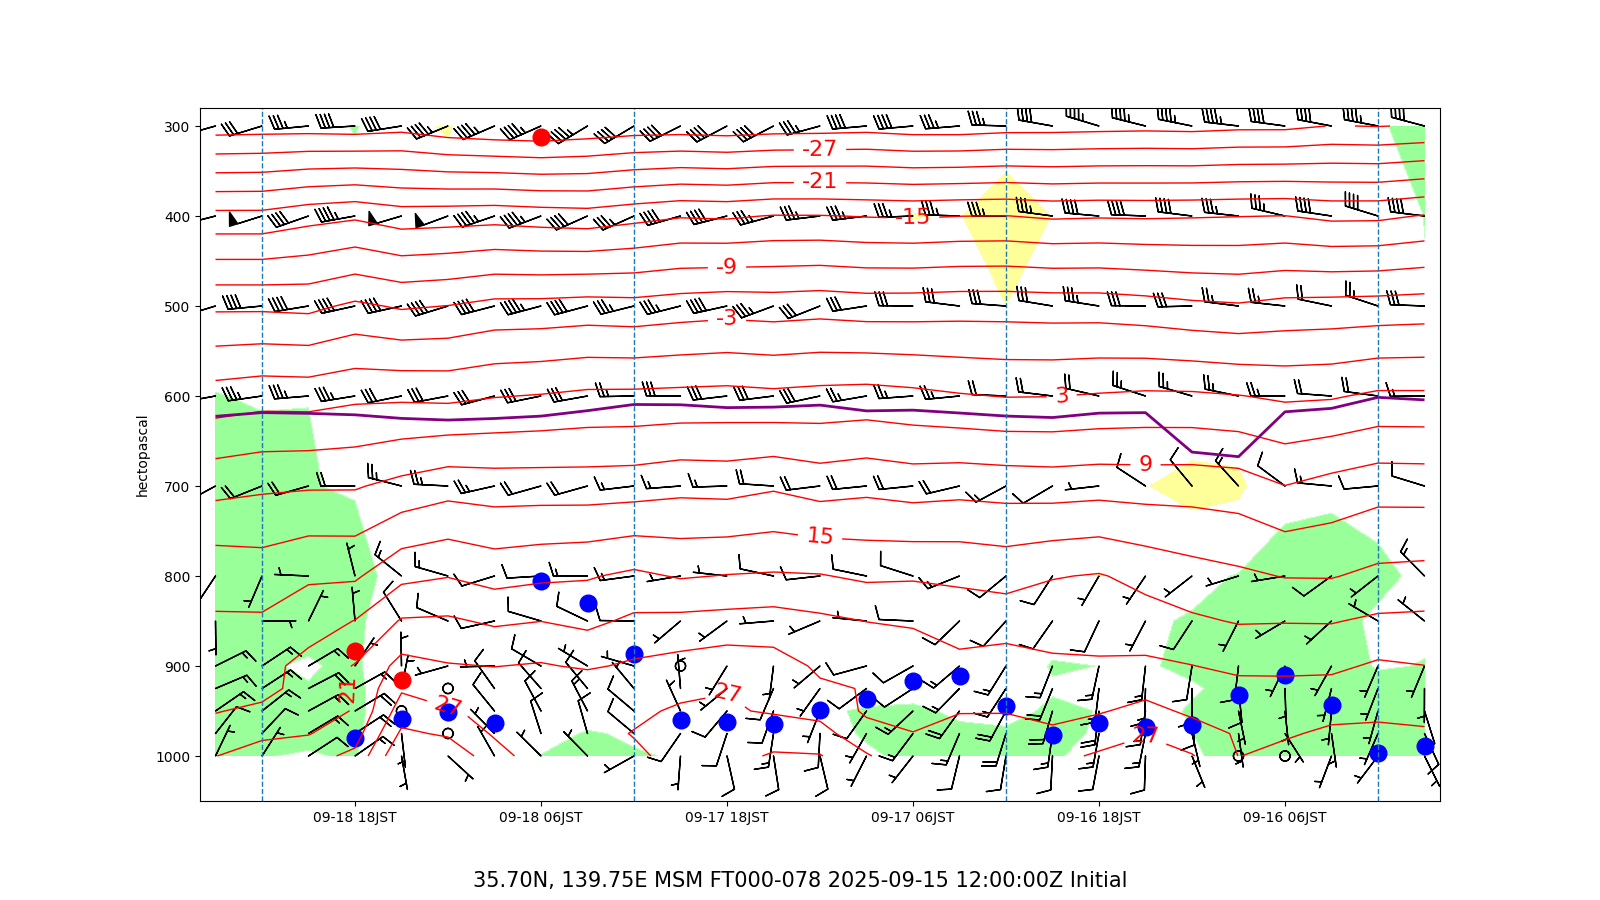 300
400
500
600
700
800
900
1000
hectopascal
-27
-21
-15
-9
-3
3
9
15
21
27
27
27
09-18 18JST
09-18 06JST
09-17 18JST
09-17 06JST
09-16 18JST
09-16 06JST
35.70N, 139.75E MSM FT000-078 2025-09-15 12:00:00Z Initial